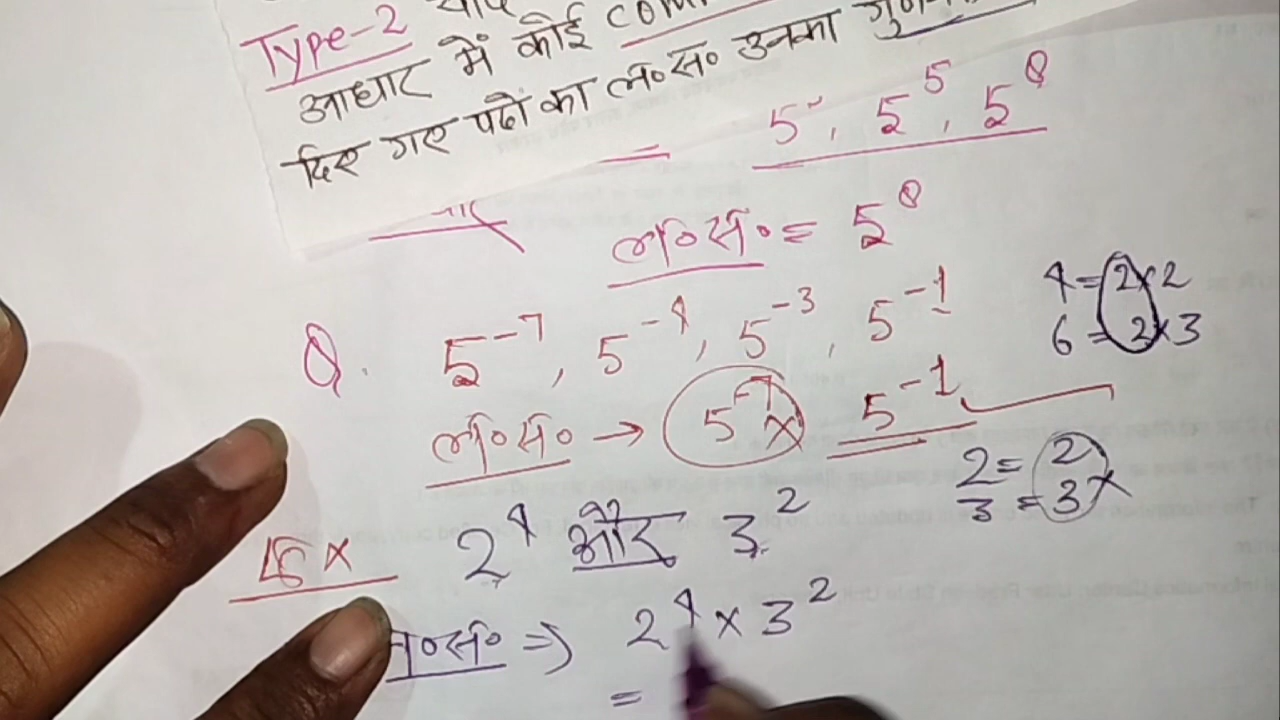 Type-2
आधार में कोई
दिए गए पदों का ल०स० उनका
5 , 5⁵ , 5⁸
ल०स० = 5⁸
Q. 5⁻⁷ , 5⁻⁴ , 5⁻³ , 5⁻¹
4 = 2×2
6 = 2×3
ल०स० → 5⁻⁷ × 5⁻¹
2 = 2
3 = 3 ×
Ex 2⁴ और 3²
ल०स० ⇒ 2⁴ × 3²
=